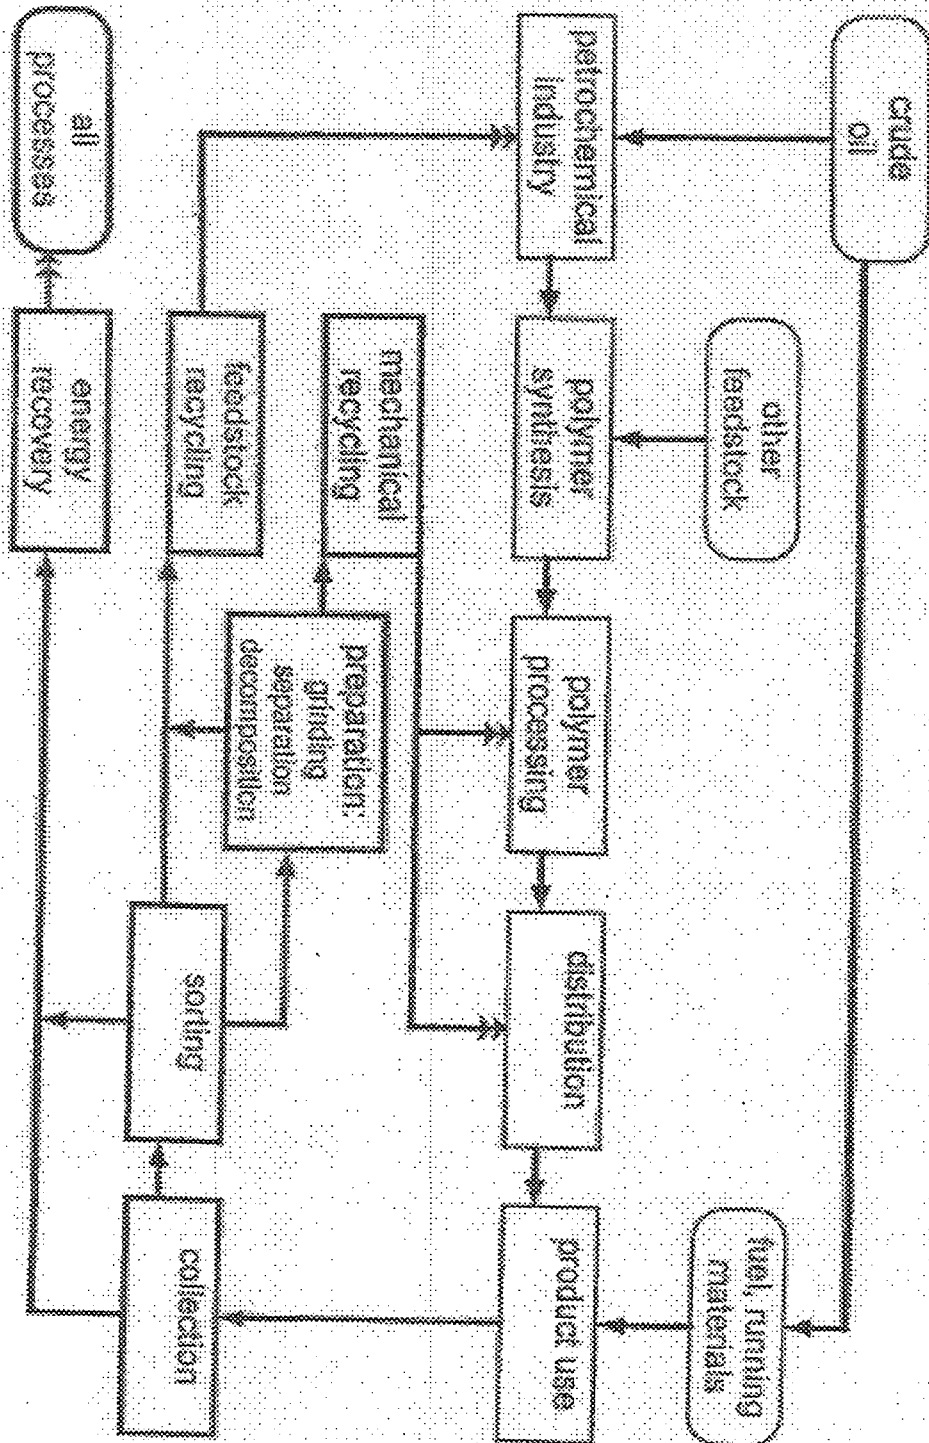 crude
oil
petrochemical
industry
all
processes
other
feedstock
polymer
synthesis
mechanical
recycling
feedstock
recycling
energy
recovery
polymer
processing
preparation:
grinding
separation
decomposition
distribution
sorting
fuel, running
materials
product use
collection